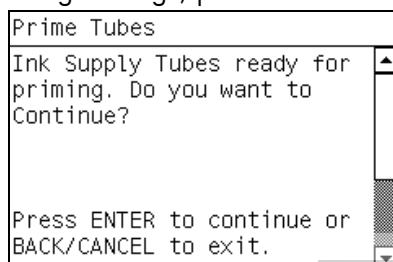 Prime Tubes
Ink Supply Tubes ready for
priming. Do you want to
Continue?
Press ENTER to continue or
BACK/CANCEL to exit.